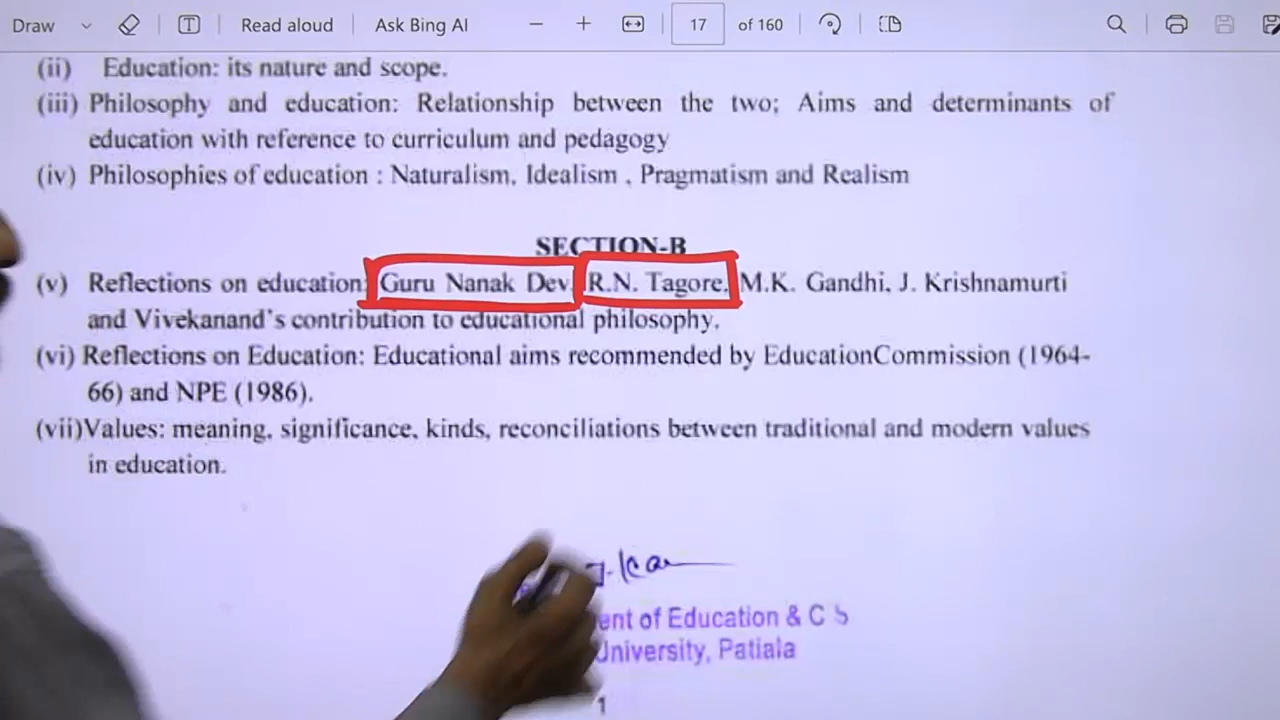 Draw Read aloud Ask Bing AI 17 of 160
(ii) Education: its nature and scope.
(iii) Philosophy and education: Relationship between the two; Aims and determinants of
education with reference to curriculum and pedagogy
(iv) Philosophies of education : Naturalism, Idealism , Pragmatism and Realism
SECTION-B
(v) Reflections on education: Guru Nanak Dev, R.N. Tagore, M.K. Gandhi, J. Krishnamurti
and Vivekanand's contribution to educational philosophy.
(vi) Reflections on Education: Educational aims recommended by EducationCommission (1964-
66) and NPE (1986).
(vii)Values: meaning, significance, kinds, reconciliations between traditional and modern values
in education.
ent of Education & C S
University, Patiala
1